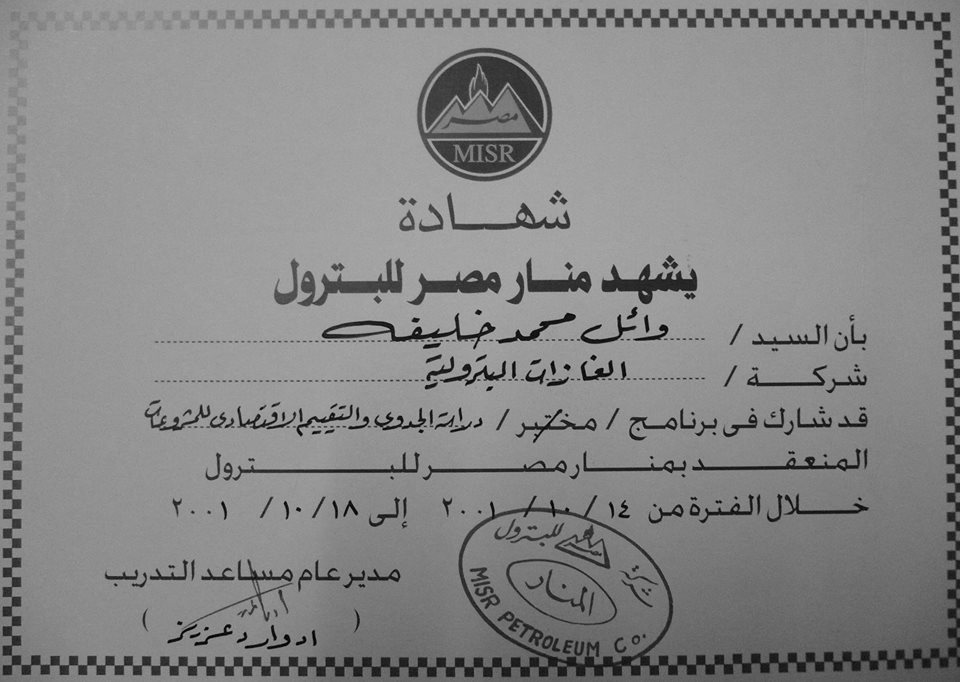 مصر
MISR
شهادة
يشهد منار مصر للبترول
بأن السيد / وائل محمد خليفه
شركة / الغازات البترولية
قد شارك فى برنامج / مختبر / دراسة الجدوى والتقييم الاقتصادى للمشروعات
المنعقد بمنار مصر للبترول
خلال الفترة من ١٤ / ١٠ / ٢٠٠١ إلى ١٨ / ١٠ / ٢٠٠١
مدير عام مساعد التدريب
( ادوارد عزيز )
شركة مصر للبترول
المنار
MISR PETROLEUM Co.